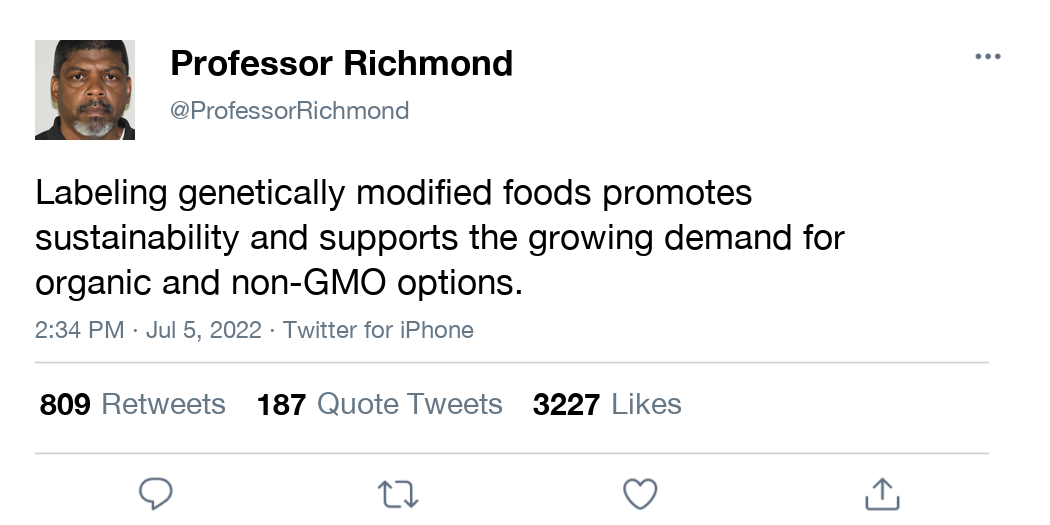 Professor Richmond
@ProfessorRichmond
Labeling genetically modified foods promotes
sustainability and supports the growing demand for
organic and non-GMO options.
2:34 PM · Jul 5, 2022 · Twitter for iPhone
809 Retweets 187 Quote Tweets 3227 Likes